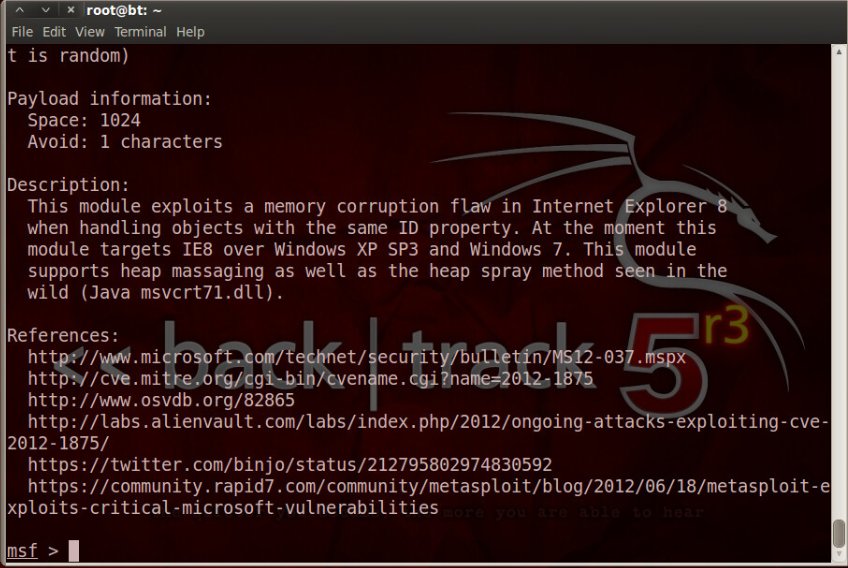 root@bt: ~
File Edit View Terminal Help
t is random)
Payload information:
Space: 1024
Avoid: 1 characters
Description:
This module exploits a memory corruption flaw in Internet Explorer 8
when handling objects with the same ID property. At the moment this
module targets IE8 over Windows XP SP3 and Windows 7. This module
supports heap massaging as well as the heap spray method seen in the
wild (Java msvcrt71.dll).
References:
http://www.microsoft.com/technet/security/bulletin/MS12-037.mspx
http://cve.mitre.org/cgi-bin/cvename.cgi?name=2012-1875
http://www.osvdb.org/82865
http://labs.alienvault.com/labs/index.php/2012/ongoing-attacks-exploiting-cve-
2012-1875/
https://twitter.com/binjo/status/212795802974830592
https://community.rapid7.com/community/metasploit/blog/2012/06/18/metasploit-e
xploits-critical-microsoft-vulnerabilities
msf >
<< back | track 5 r3
more you are able to hear